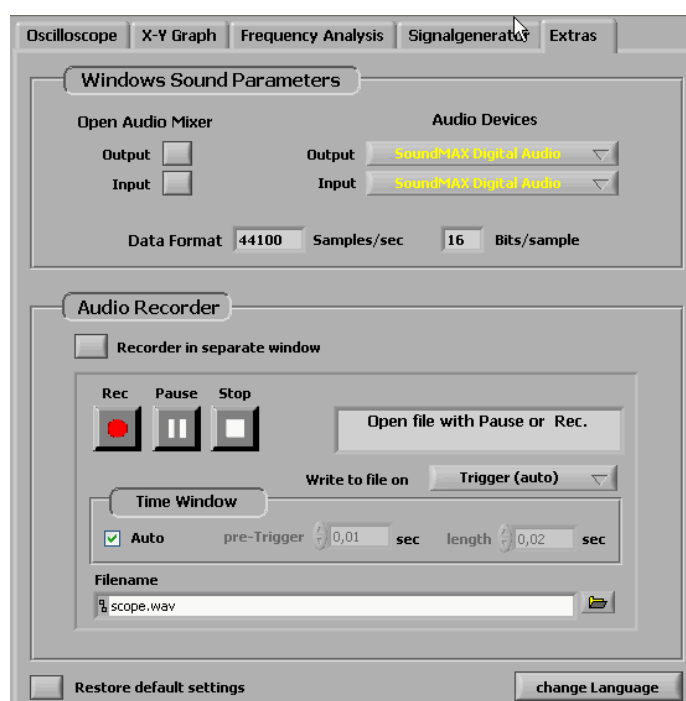 Oscilloscope X-Y Graph Frequency Analysis Signalgenerator Extras
Windows Sound Parameters
Open Audio Mixer Audio Devices
Output Output SoundMAX Digital Audio
Input Input SoundMAX Digital Audio
Data Format 44100 Samples/sec 16 Bits/sample
Audio Recorder
Recorder in separate window
Rec Pause Stop
Open file with Pause or Rec.
Write to file on Trigger (auto)
Time Window
Auto pre-Trigger 0,01 sec length 0,02 sec
Filename
scope.wav
Restore default settings change Language